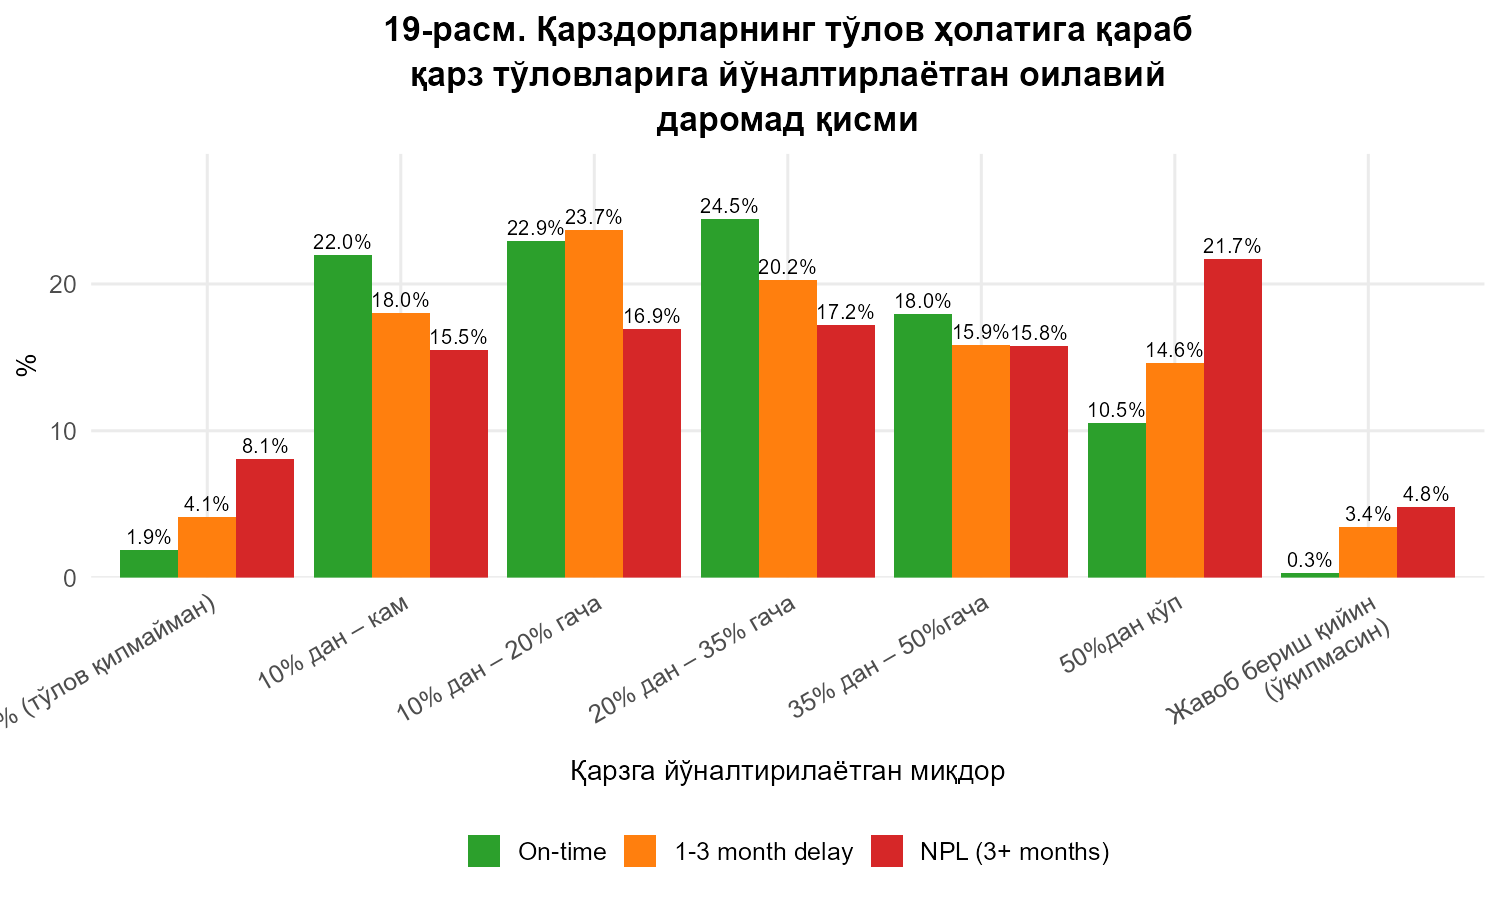 19-расм. Қарздорларнинг тўлов ҳолатига қараб
қарз тўловларига йўналтирлаётган оилавий
даромад қисми
%
20
10
0
1.9%
4.1%
8.1%
22.0%
18.0%
15.5%
22.9%
23.7%
16.9%
24.5%
20.2%
17.2%
18.0%
15.9%
15.8%
10.5%
14.6%
21.7%
0.3%
3.4%
4.8%
% (тўлов қилмайман)
10% дан – кам
10% дан – 20% гача
20% дан – 35% гача
35% дан – 50%гача
50%дан кўп
Жавоб бериш қийин
(ўқилмасин)
Қарзга йўналтирилаётган миқдор
On-time
1-3 month delay
NPL (3+ months)